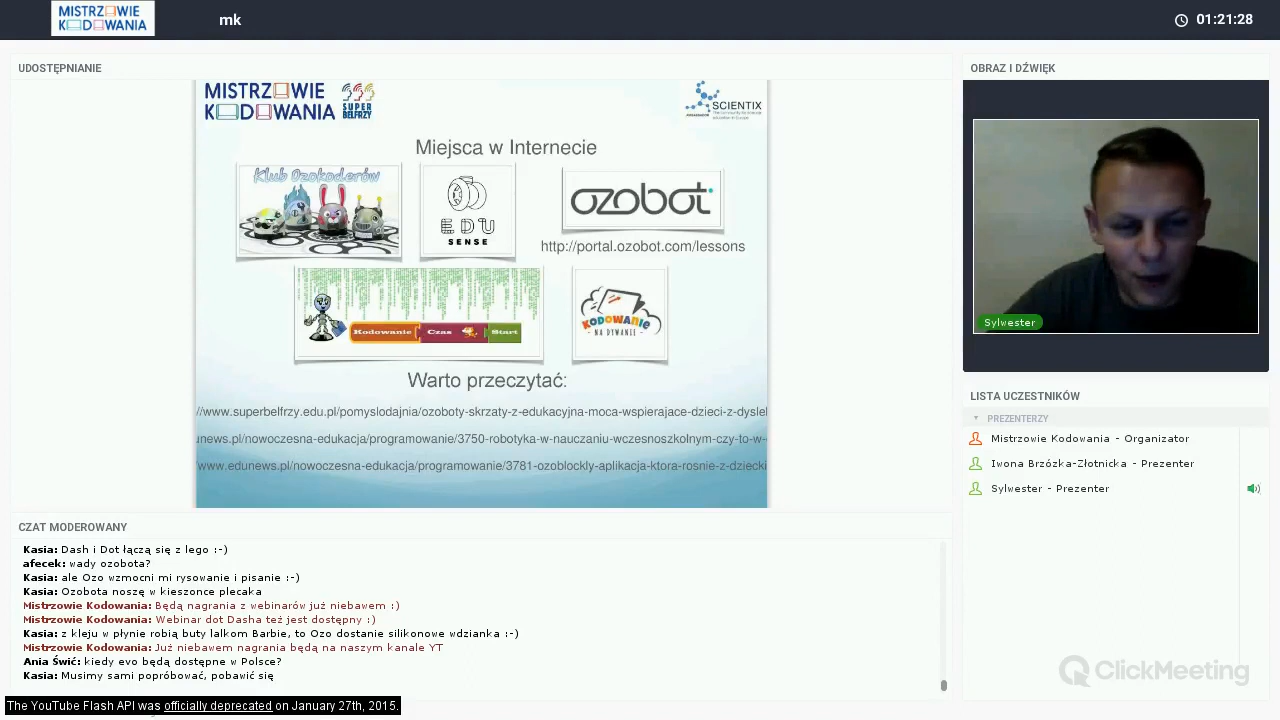 MISTRZOWIE
KODOWANIA
mk
01:21:28
UDOSTĘPNIANIE
MISTRZOWIE
KODOWANIA
SUPER
BELFRZY
SCIENTIX
Miejsca w Internecie
Klub Ozokoderów
EDU
SENSE
ozobot
http://portal.ozobot.com/lessons
Kodowanie Czas Start
KODOWANIE
NA DYWANIE
Warto przeczytać:
//www.superbelfrzy.edu.pl/pomyslodajnia/ozoboty-skrzaty-z-edukacyjna-moca-wspierajace-dzieci-z-dyslel
unews.pl/nowoczesna-edukacja/programowanie/3750-robotyka-w-nauczaniu-wczesnoszkolnym-czy-to-w-
www.edunews.pl/nowoczesna-edukacja/programowanie/3781-ozoblockly-aplikacja-ktora-rosnie-z-dziecki
OBRAZ I DŹWIĘK
Sylwester
LISTA UCZESTNIKÓW
PREZENTERZY
Mistrzowie Kodowania - Organizator
Iwona Brzózka-Złotnicka - Prezenter
Sylwester - Prezenter
CZAT MODEROWANY
Kasia: Dash i Dot łączą się z lego :-)
afecek: wady ozobota?
Kasia: ale Ozo wzmocni mi rysowanie i pisanie :-)
Kasia: Ozobota noszę w kieszonce plecaka
Mistrzowie Kodowania: Będą nagrania z webinarów już niebawem :)
Mistrzowie Kodowania: Webinar dot Dasha też jest dostępny :)
Kasia: z kleju w płynie robią buty lalkom Barbie, to Ozo dostanie silikonowe wdzianka :-)
Mistrzowie Kodowania: Już niebawem nagrania będą na naszym kanale YT
Ania Świć: kiedy evo będą dostępne w Polsce?
Kasia: Musimy sami popróbować, pobawić się
ClickMeeting
The YouTube Flash API was officially deprecated on January 27th, 2015.